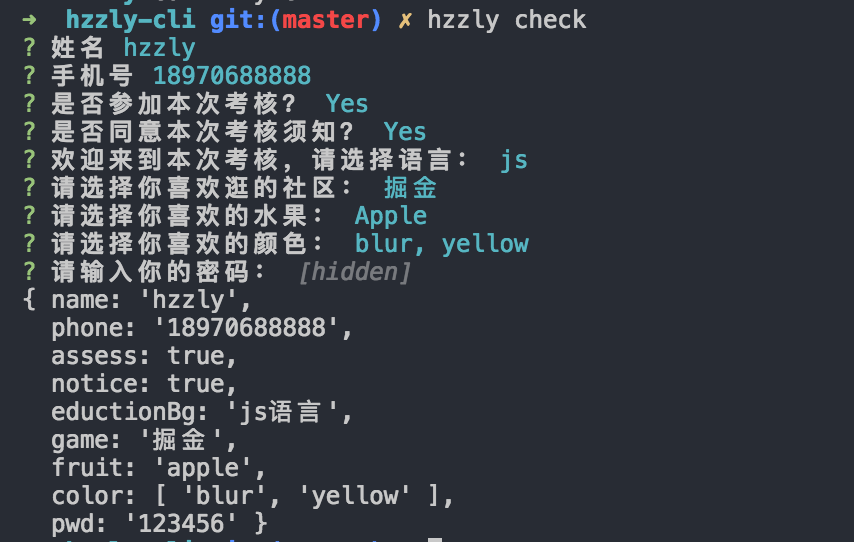 ➜ hzzly-cli git:(master) ✗ hzzly check
? 姓名 hzzly
? 手机号 18970688888
? 是否参加本次考核？ Yes
? 是否同意本次考核须知？ Yes
? 欢迎来到本次考核，请选择语言： js
? 请选择你喜欢逛的社区： 掘金
? 请选择你喜欢的水果： Apple
? 请选择你喜欢的颜色： blur, yellow
? 请输入你的密码： [hidden]
{ name: 'hzzly',
phone: '18970688888',
assess: true,
notice: true,
eductionBg: 'js语言',
game: '掘金',
fruit: 'apple',
color: [ 'blur', 'yellow' ],
pwd: '123456' }